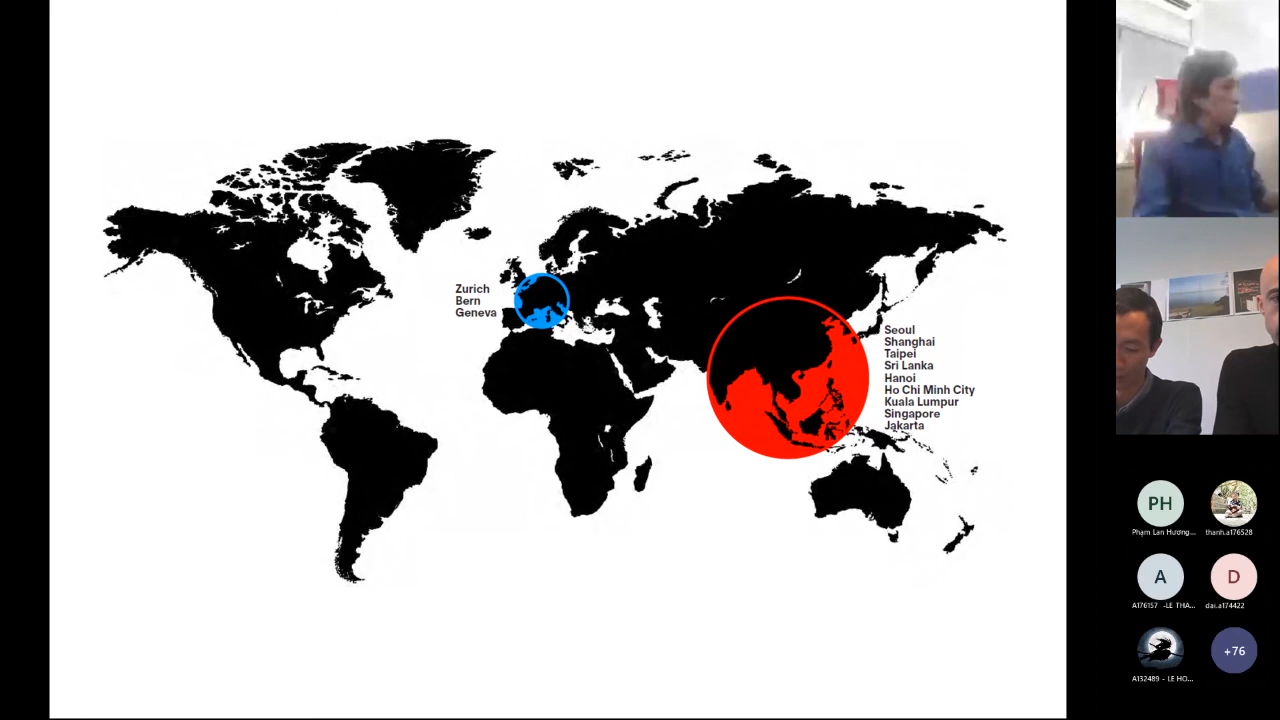 Zurich
Bern
Geneva
Seoul
Shanghai
Taipei
Sri Lanka
Hanoi
Ho Chi Minh City
Kuala Lumpur
Singapore
Jakarta
PH
Phạm Lan Hương...
thanh.a176528
A
A176157 -LE THA...
D
dai.a174422
A132489 - LE HO...
+76